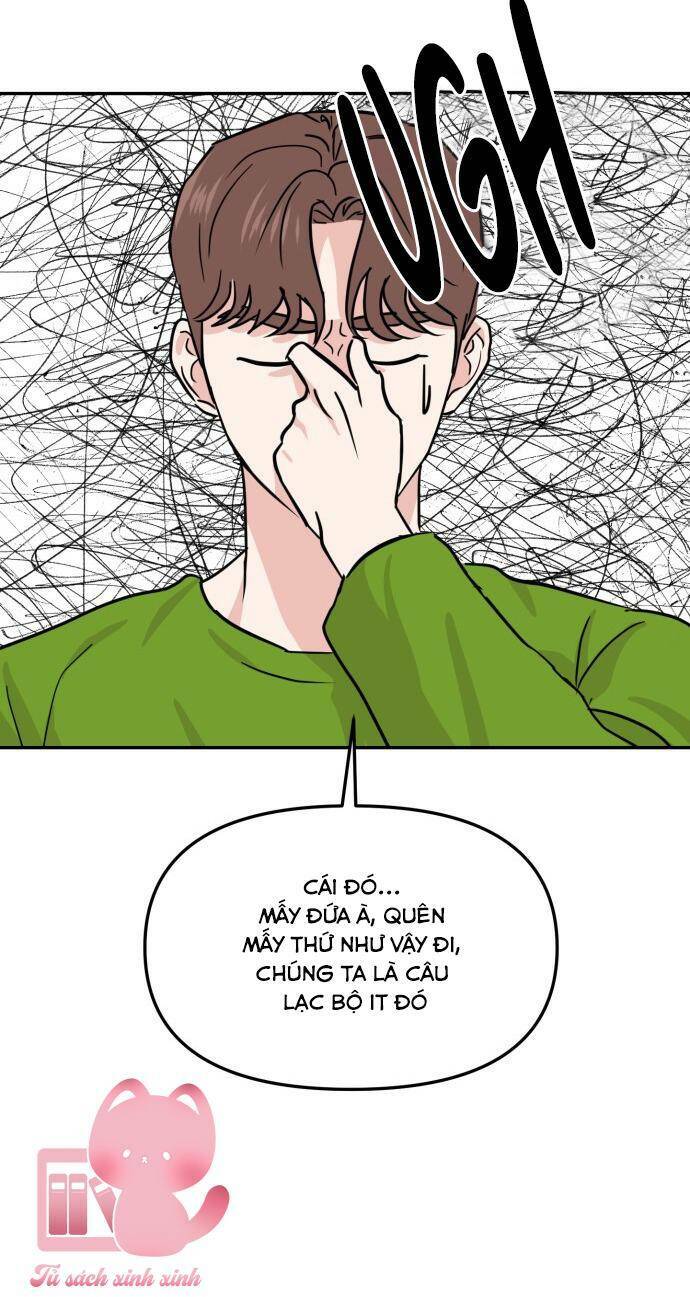 UGH
CÁI ĐÓ...
MẤY ĐỨA À, QUÊN
MẤY THỨ NHƯ VẬY ĐI,
CHÚNG TA LÀ CÂU
LẠC BỘ IT ĐÓ
Tủ sách xinh xinh